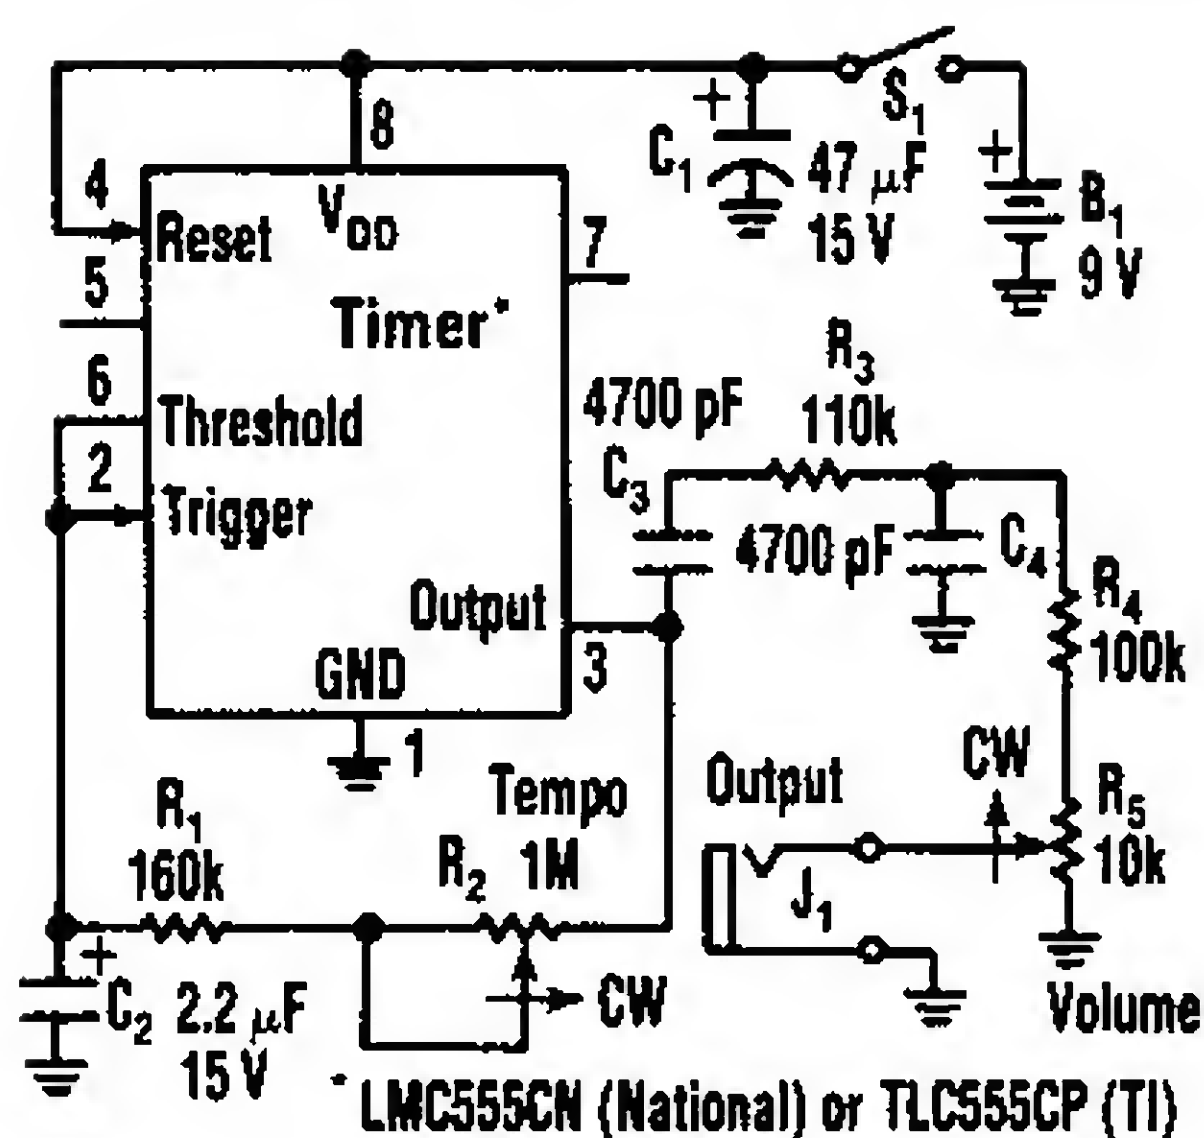 8
4
Reset
V_DD
5
7
Timer*
6
Threshold
2
Trigger
Output
3
GND
1
+
C₁
47 µF
15 V
S₁
+
B₁
9 V
R₃
110k
4700 pF
C₃
4700 pF
C₄
R₄
100k
CW
R₅
10k
Volume
Output
J₁
Tempo
R₁
160k
R₂
1M
CW
+
C₂
2.2 µF
15 V
* LMC555CN (National) or TLC555CP (TI)